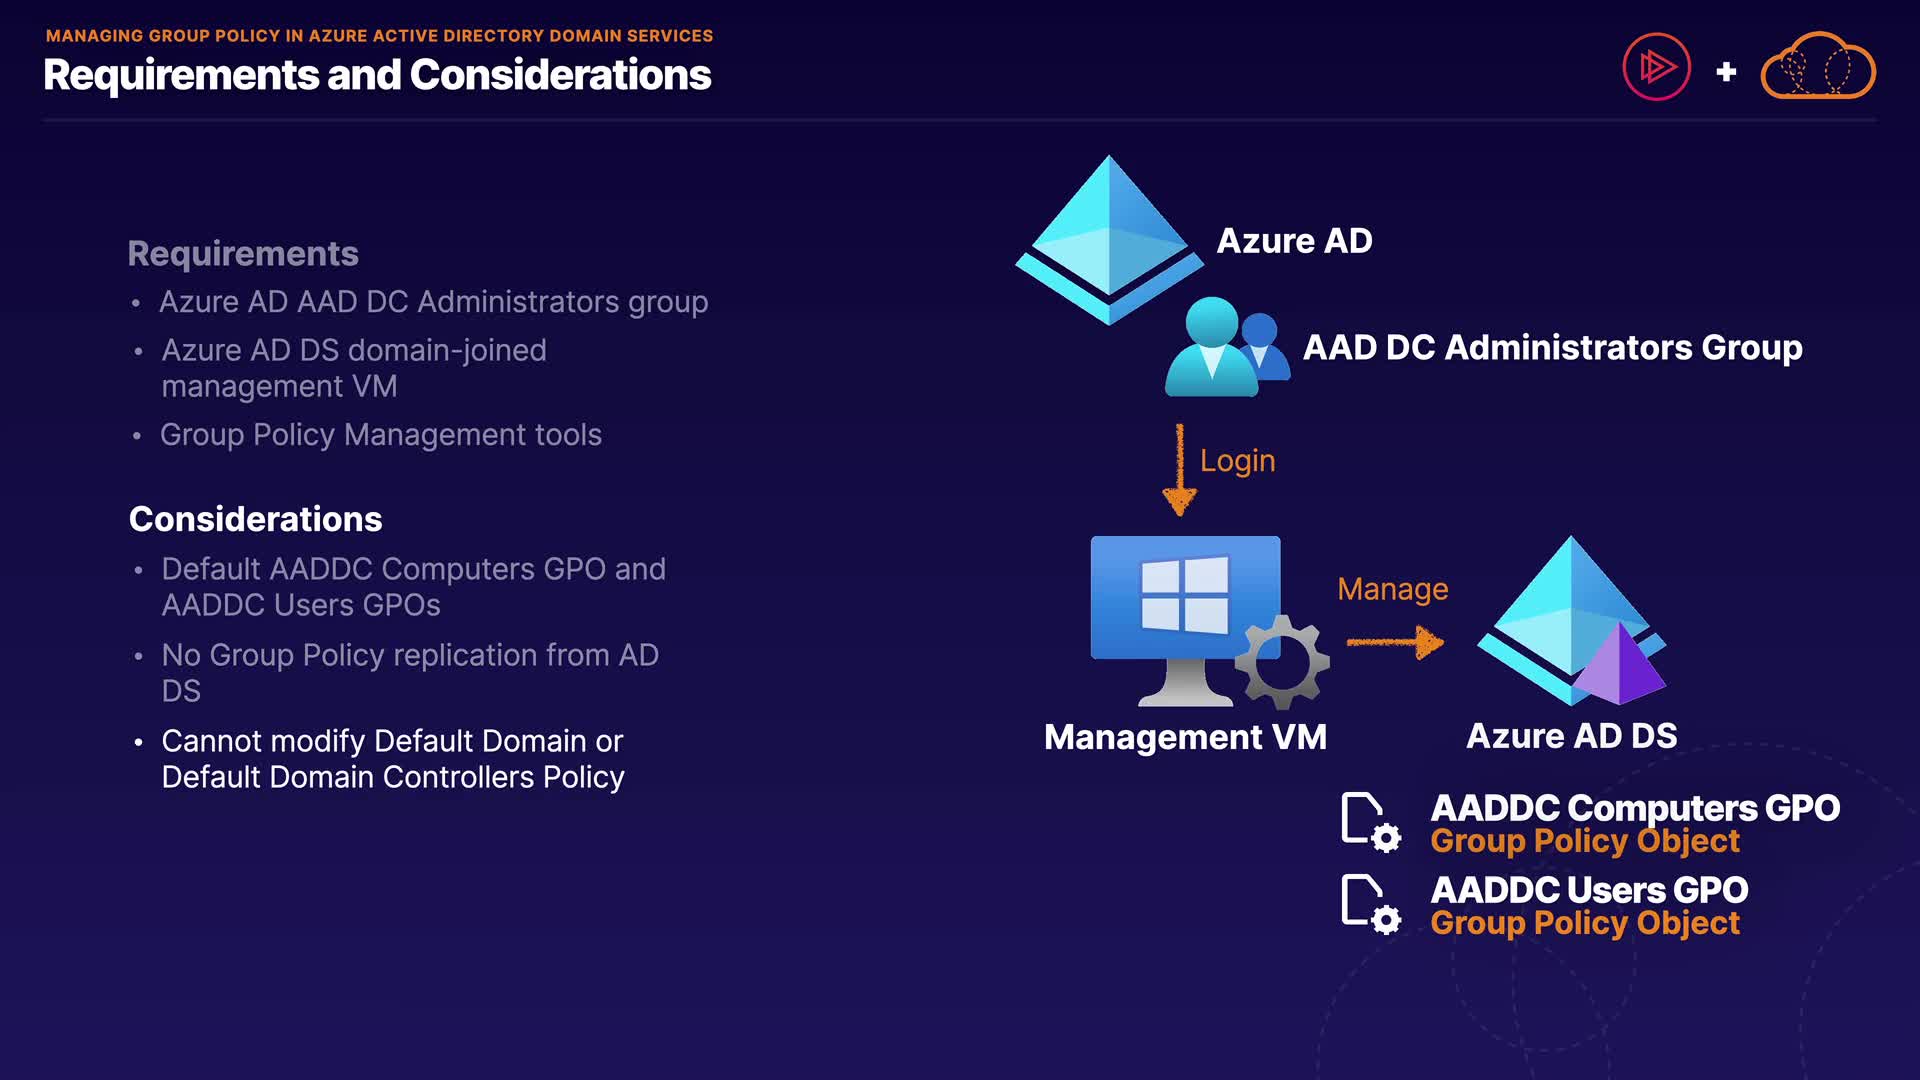 MANAGING GROUP POLICY IN AZURE ACTIVE DIRECTORY DOMAIN SERVICES
Requirements and Considerations
+
Requirements
• Azure AD AAD DC Administrators group
• Azure AD DS domain-joined
management VM
• Group Policy Management tools
Considerations
• Default AADDC Computers GPO and
AADDC Users GPOs
• No Group Policy replication from AD
DS
• Cannot modify Default Domain or
Default Domain Controllers Policy
Azure AD
AAD DC Administrators Group
Login
Manage
Management VM
Azure AD DS
AADDC Computers GPO
Group Policy Object
AADDC Users GPO
Group Policy Object